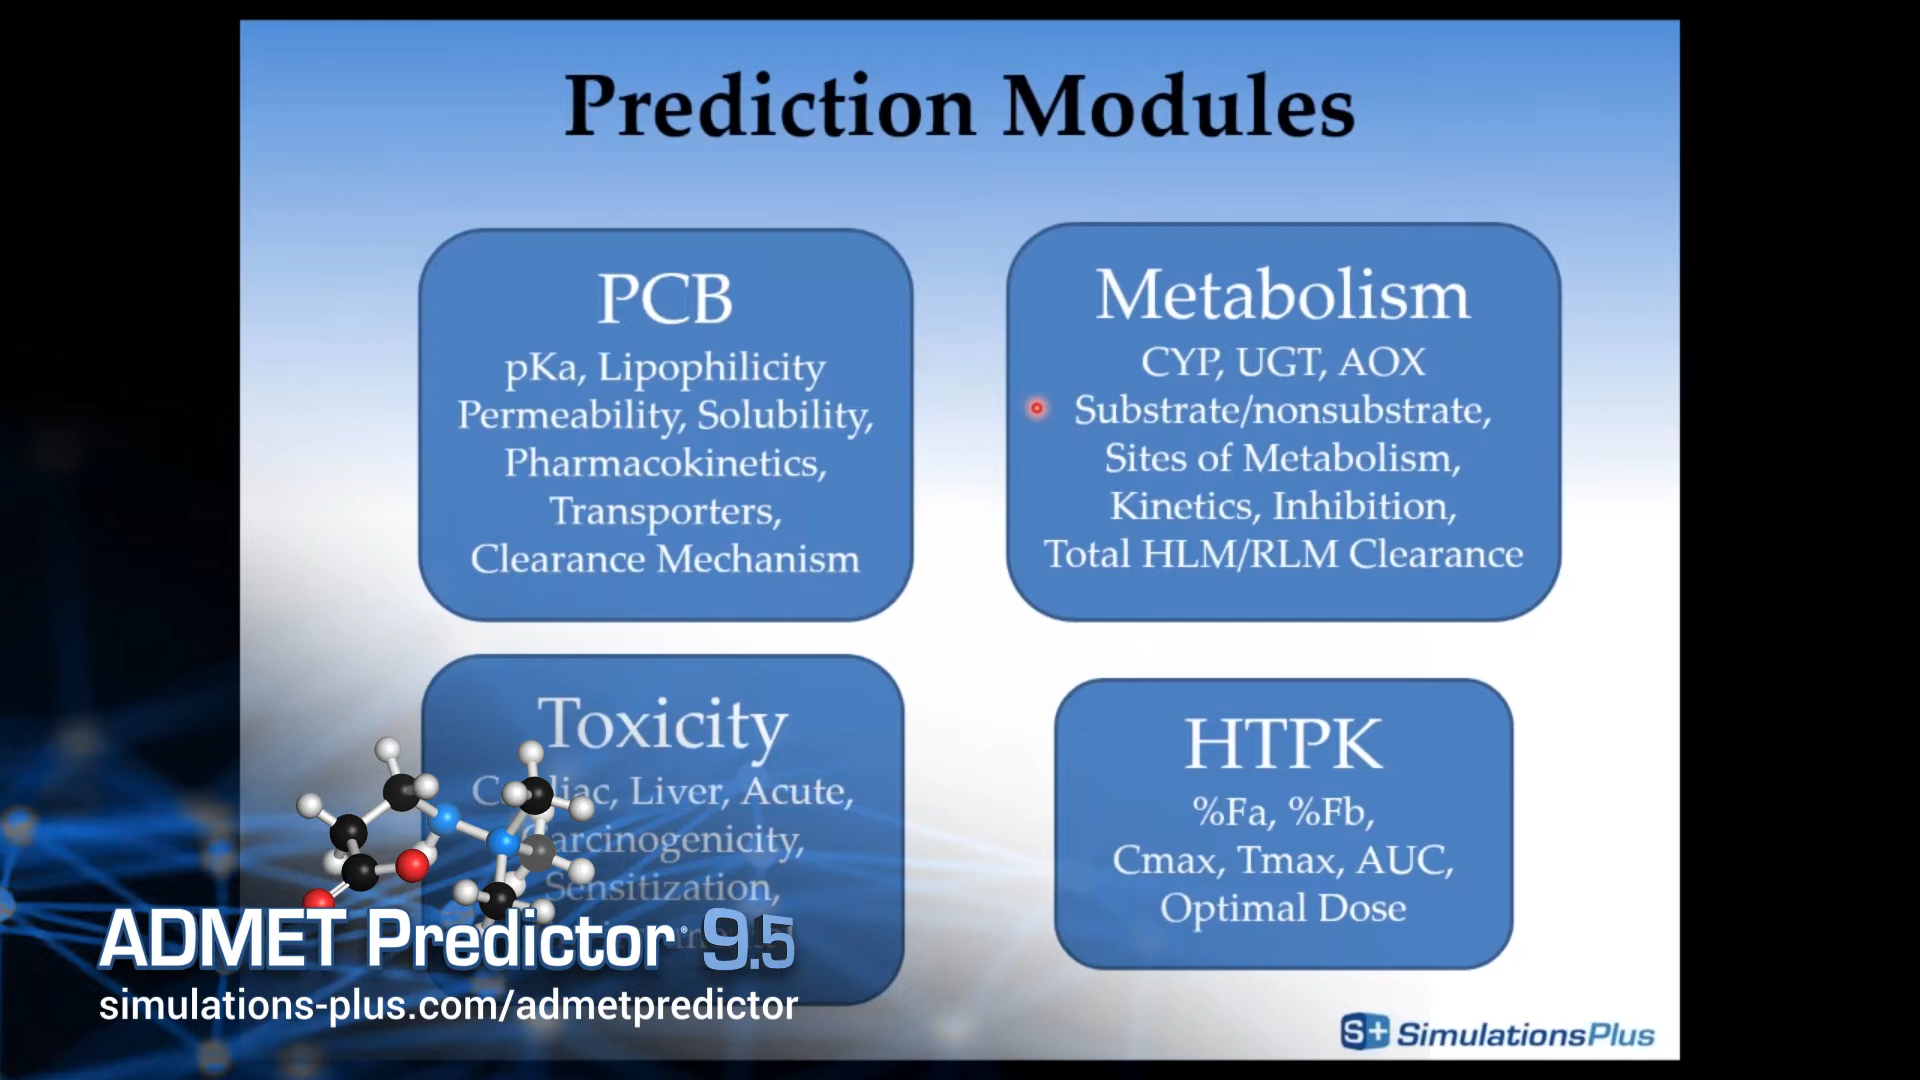 Prediction Modules
PCB
pKa, Lipophilicity
Permeability, Solubility,
Pharmacokinetics,
Transporters,
Clearance Mechanism
Metabolism
CYP, UGT, AOX
Substrate/nonsubstrate,
Sites of Metabolism,
Kinetics, Inhibition,
Total HLM/RLM Clearance
Toxicity
Cardiac, Liver, Acute,
Carcinogenicity,
Sensitization,
HTPK
%Fa, %Fb,
Cmax, Tmax, AUC,
Optimal Dose
ADMET Predictor® 9.5
simulations-plus.com/admetpredictor
S+ SimulationsPlus